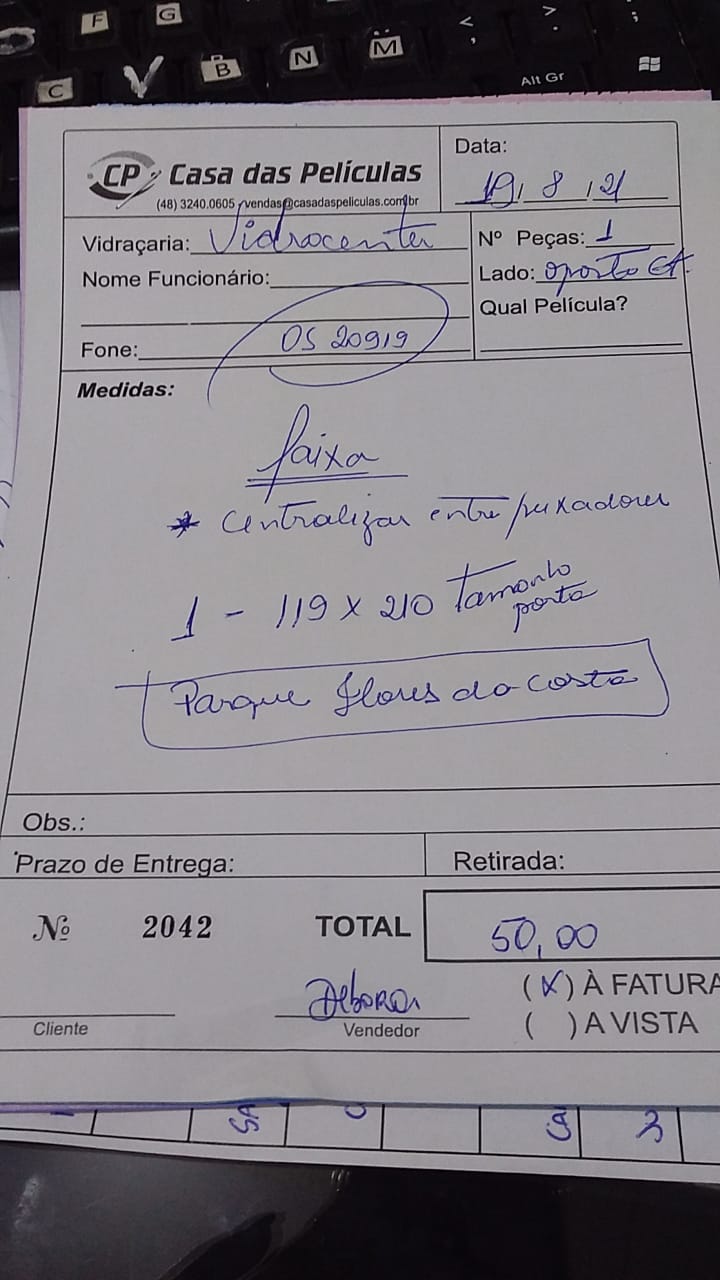 F G
C V B N M < , > . ;
Alt Gr
CP Casa das Películas
(48) 3240.0605 / vendas@casadaspeliculas.com.br
Data:
19, 8, 21
Vidraçaria: Vidrocenter
Nº Peças: 1
Nome Funcionário:
Lado: oposto
Qual Película?
OS 20919
Fone:
Medidas:
faixa
* Centralizar entre puxadores
1 - 119 x 210 Tamanho
porta
Parque Flores da Costa
Obs.:
Prazo de Entrega:
Retirada:
Nº 2042 TOTAL 50,00
Debora
(X) À FATURA
Cliente
Vendedor
( ) A VISTA